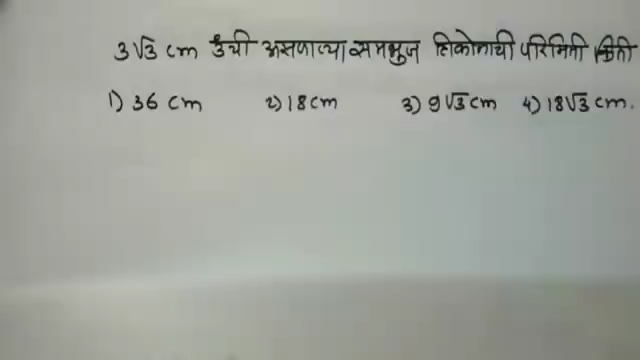 3√3 cm उंची असणाऱ्या समभुज त्रिकोणाची परिमिती किती
1) 36 cm 2) 18 cm 3) 9√3 cm 4) 18√3 cm.